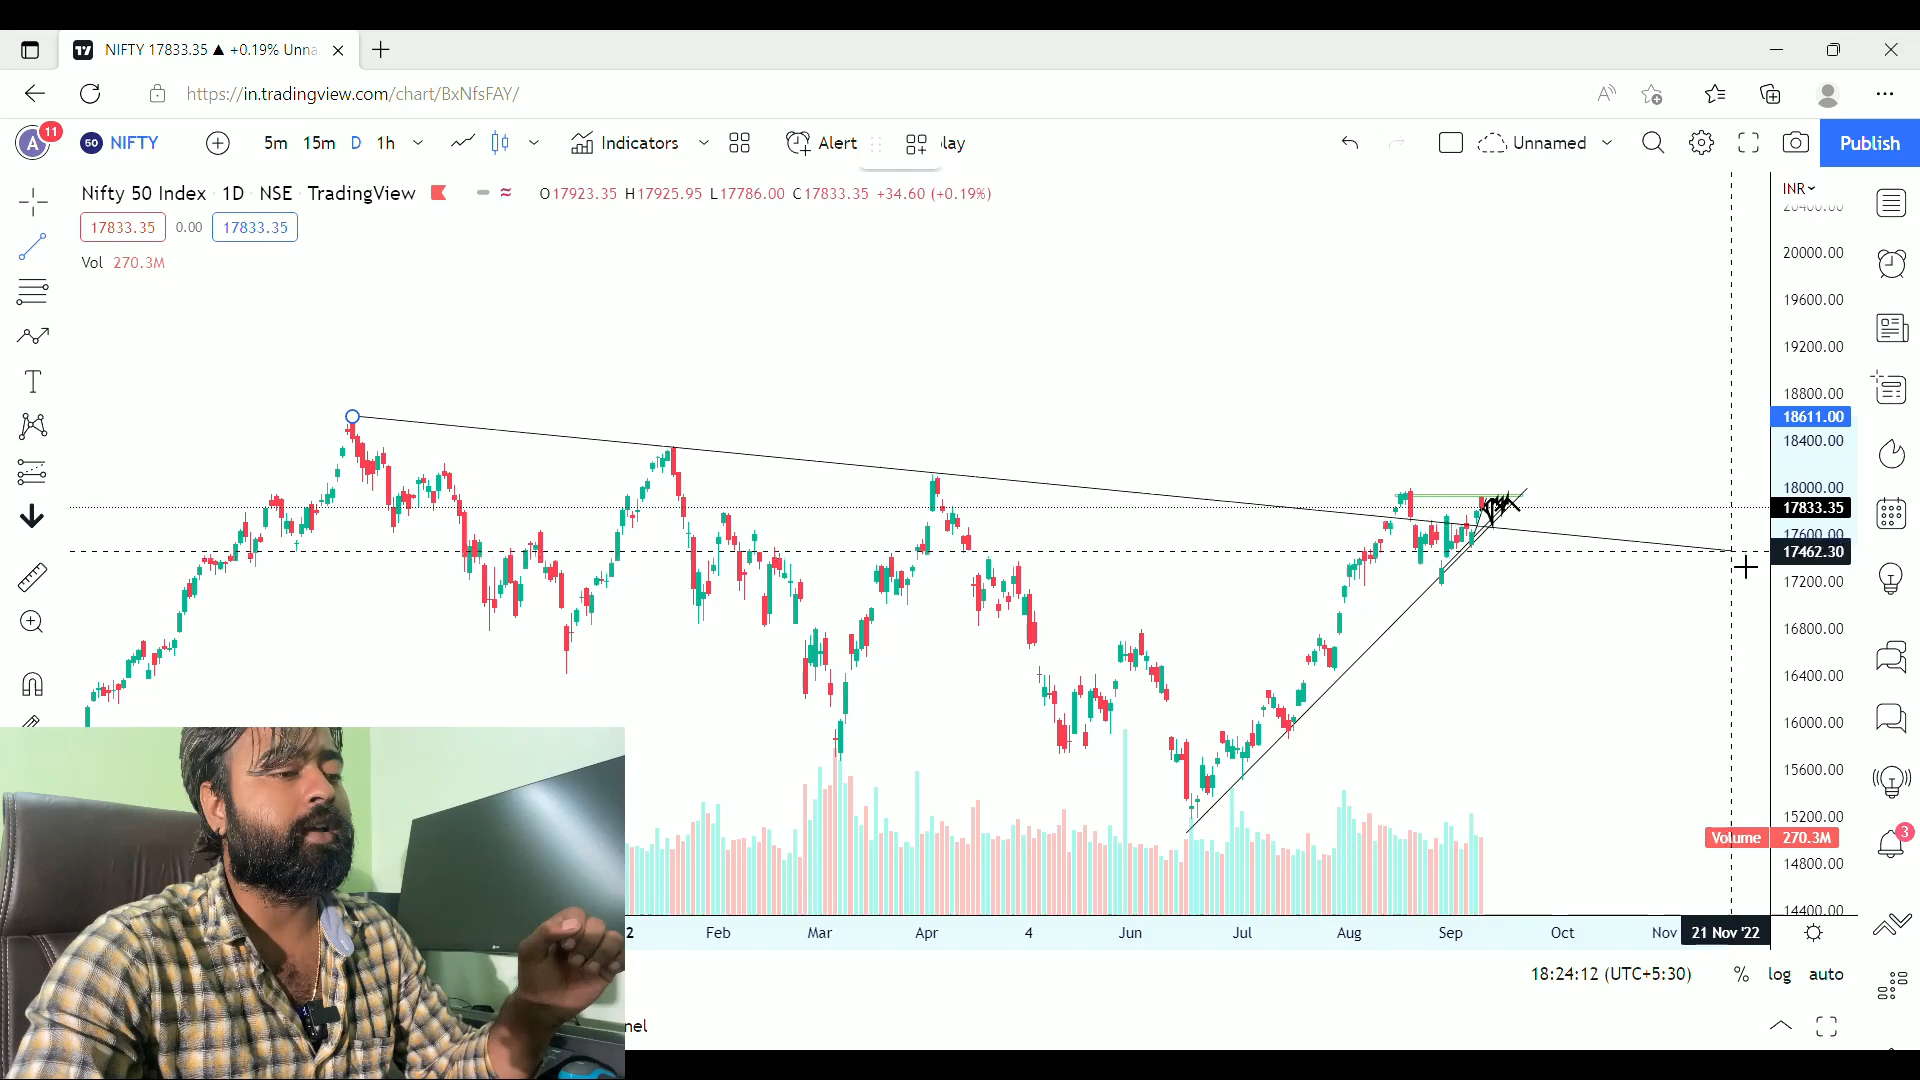 NIFTY 17833.35 ▲ +0.19% Unna
https://in.tradingview.com/chart/BxNfsFAY/
A 11 50 NIFTY 5m 15m D 1h Indicators Alert lay Unnamed Publish
Nifty 50 Index 1D NSE TradingView O17923.35 H17925.95 L17786.00 C17833.35 +34.60 (+0.19%)
17833.35 0.00 17833.35
Vol 270.3M
INR
20400.00
20000.00
19600.00
19200.00
18800.00
18611.00
18400.00
18000.00
17833.35
17600.00
17462.30
17200.00
16800.00
16400.00
16000.00
15600.00
15200.00
Volume 270.3M
3
14800.00
14400.00
2 Feb Mar Apr 4 Jun Jul Aug Sep Oct Nov 21 Nov '22
18:24:12 (UTC+5:30) % log auto
nel